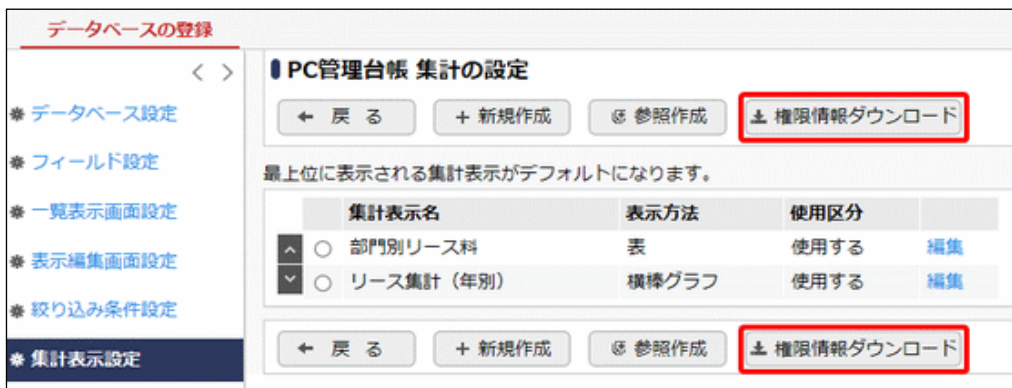 データベースの登録
PC管理台帳 集計の設定
戻 る 新規作成 参照作成 権限情報ダウンロード
データベース設定
フィールド設定
一覧表示画面設定
表示編集画面設定
絞り込み条件設定
集計表示設定
最上位に表示される集計表示がデフォルトになります。
集計表示名 表示方法 使用区分
部門別リース料 表 使用する 編集
リース集計（年別） 横棒グラフ 使用する 編集
戻 る 新規作成 参照作成 権限情報ダウンロード